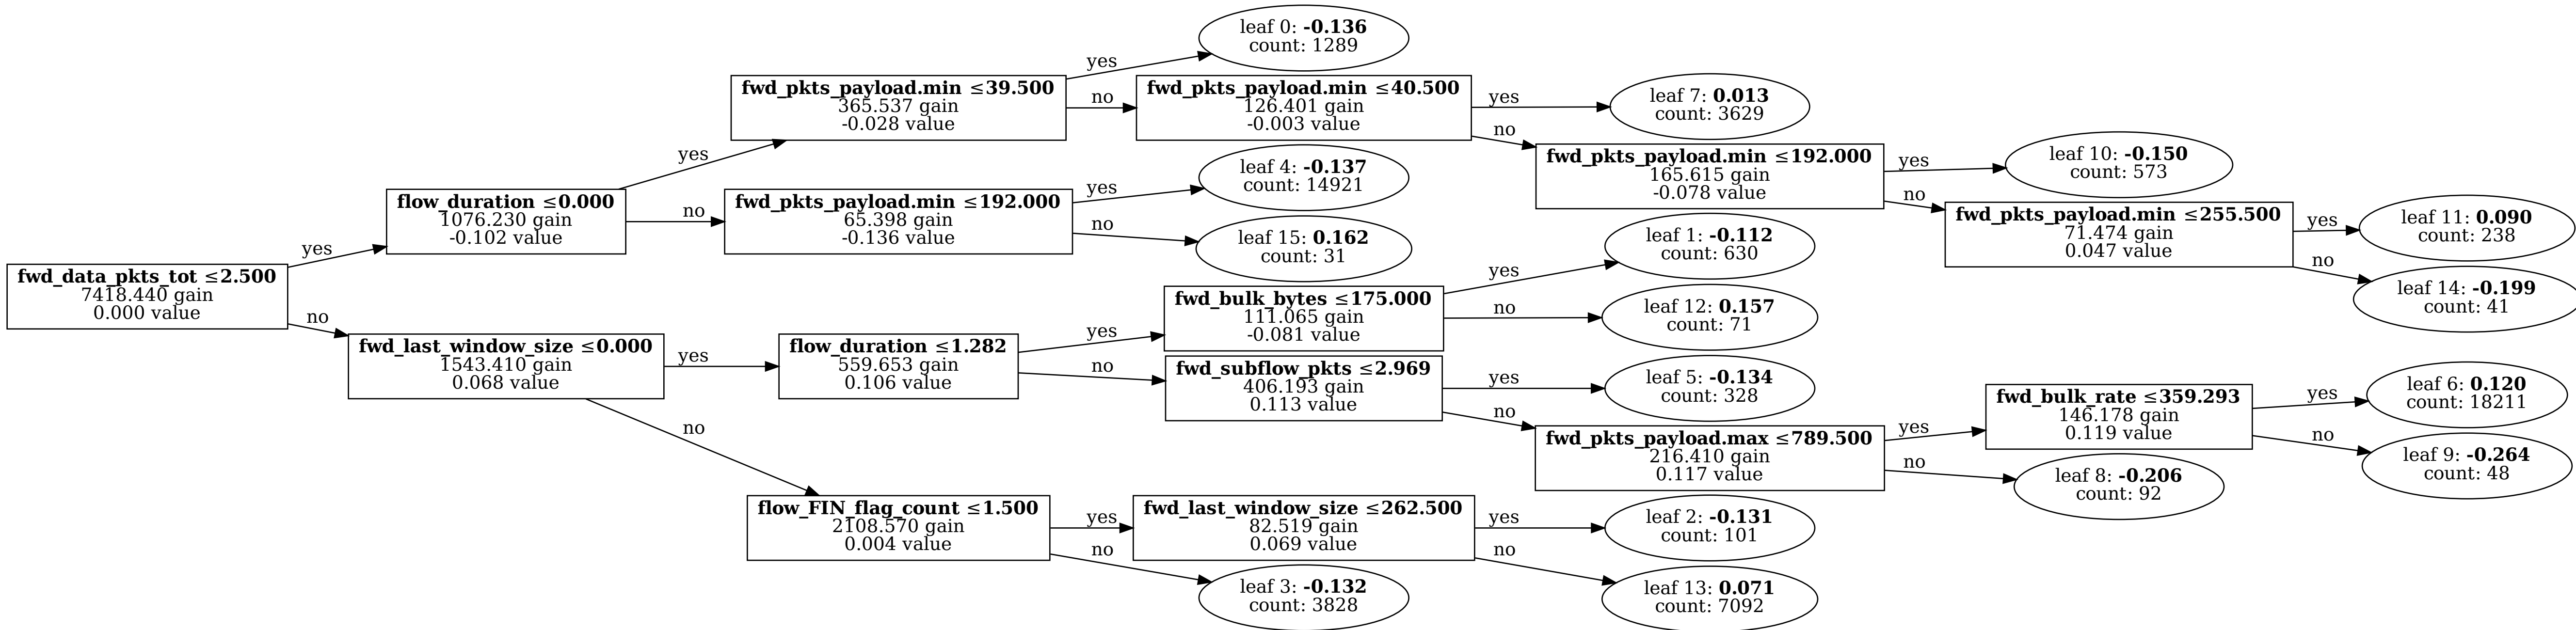 leaf 0: -0.136
count: 1289
yes
fwd_pkts_payload.min ≤39.500
365.537 gain
-0.028 value
no
fwd_pkts_payload.min ≤40.500
126.401 gain
-0.003 value
yes
leaf 7: 0.013
count: 3629
no
fwd_pkts_payload.min ≤192.000
165.615 gain
-0.078 value
yes
leaf 10: -0.150
count: 573
no
fwd_pkts_payload.min ≤255.500
71.474 gain
0.047 value
yes
leaf 11: 0.090
count: 238
no
leaf 14: -0.199
count: 41
yes
flow_duration ≤0.000
1076.230 gain
-0.102 value
no
fwd_pkts_payload.min ≤192.000
65.398 gain
-0.136 value
yes
leaf 4: -0.137
count: 14921
no
leaf 15: 0.162
count: 31
yes
fwd_data_pkts_tot ≤2.500
7418.440 gain
0.000 value
no
fwd_last_window_size ≤0.000
1543.410 gain
0.068 value
yes
flow_duration ≤1.282
559.653 gain
0.106 value
yes
fwd_bulk_bytes ≤175.000
111.065 gain
-0.081 value
yes
leaf 1: -0.112
count: 630
no
leaf 12: 0.157
count: 71
no
fwd_subflow_pkts ≤2.969
406.193 gain
0.113 value
yes
leaf 5: -0.134
count: 328
no
fwd_pkts_payload.max ≤789.500
216.410 gain
0.117 value
yes
fwd_bulk_rate ≤359.293
146.178 gain
0.119 value
yes
leaf 6: 0.120
count: 18211
no
leaf 9: -0.264
count: 48
no
leaf 8: -0.206
count: 92
no
flow_FIN_flag_count ≤1.500
2108.570 gain
0.004 value
yes
fwd_last_window_size ≤262.500
82.519 gain
0.069 value
yes
leaf 2: -0.131
count: 101
no
leaf 13: 0.071
count: 7092
no
leaf 3: -0.132
count: 3828